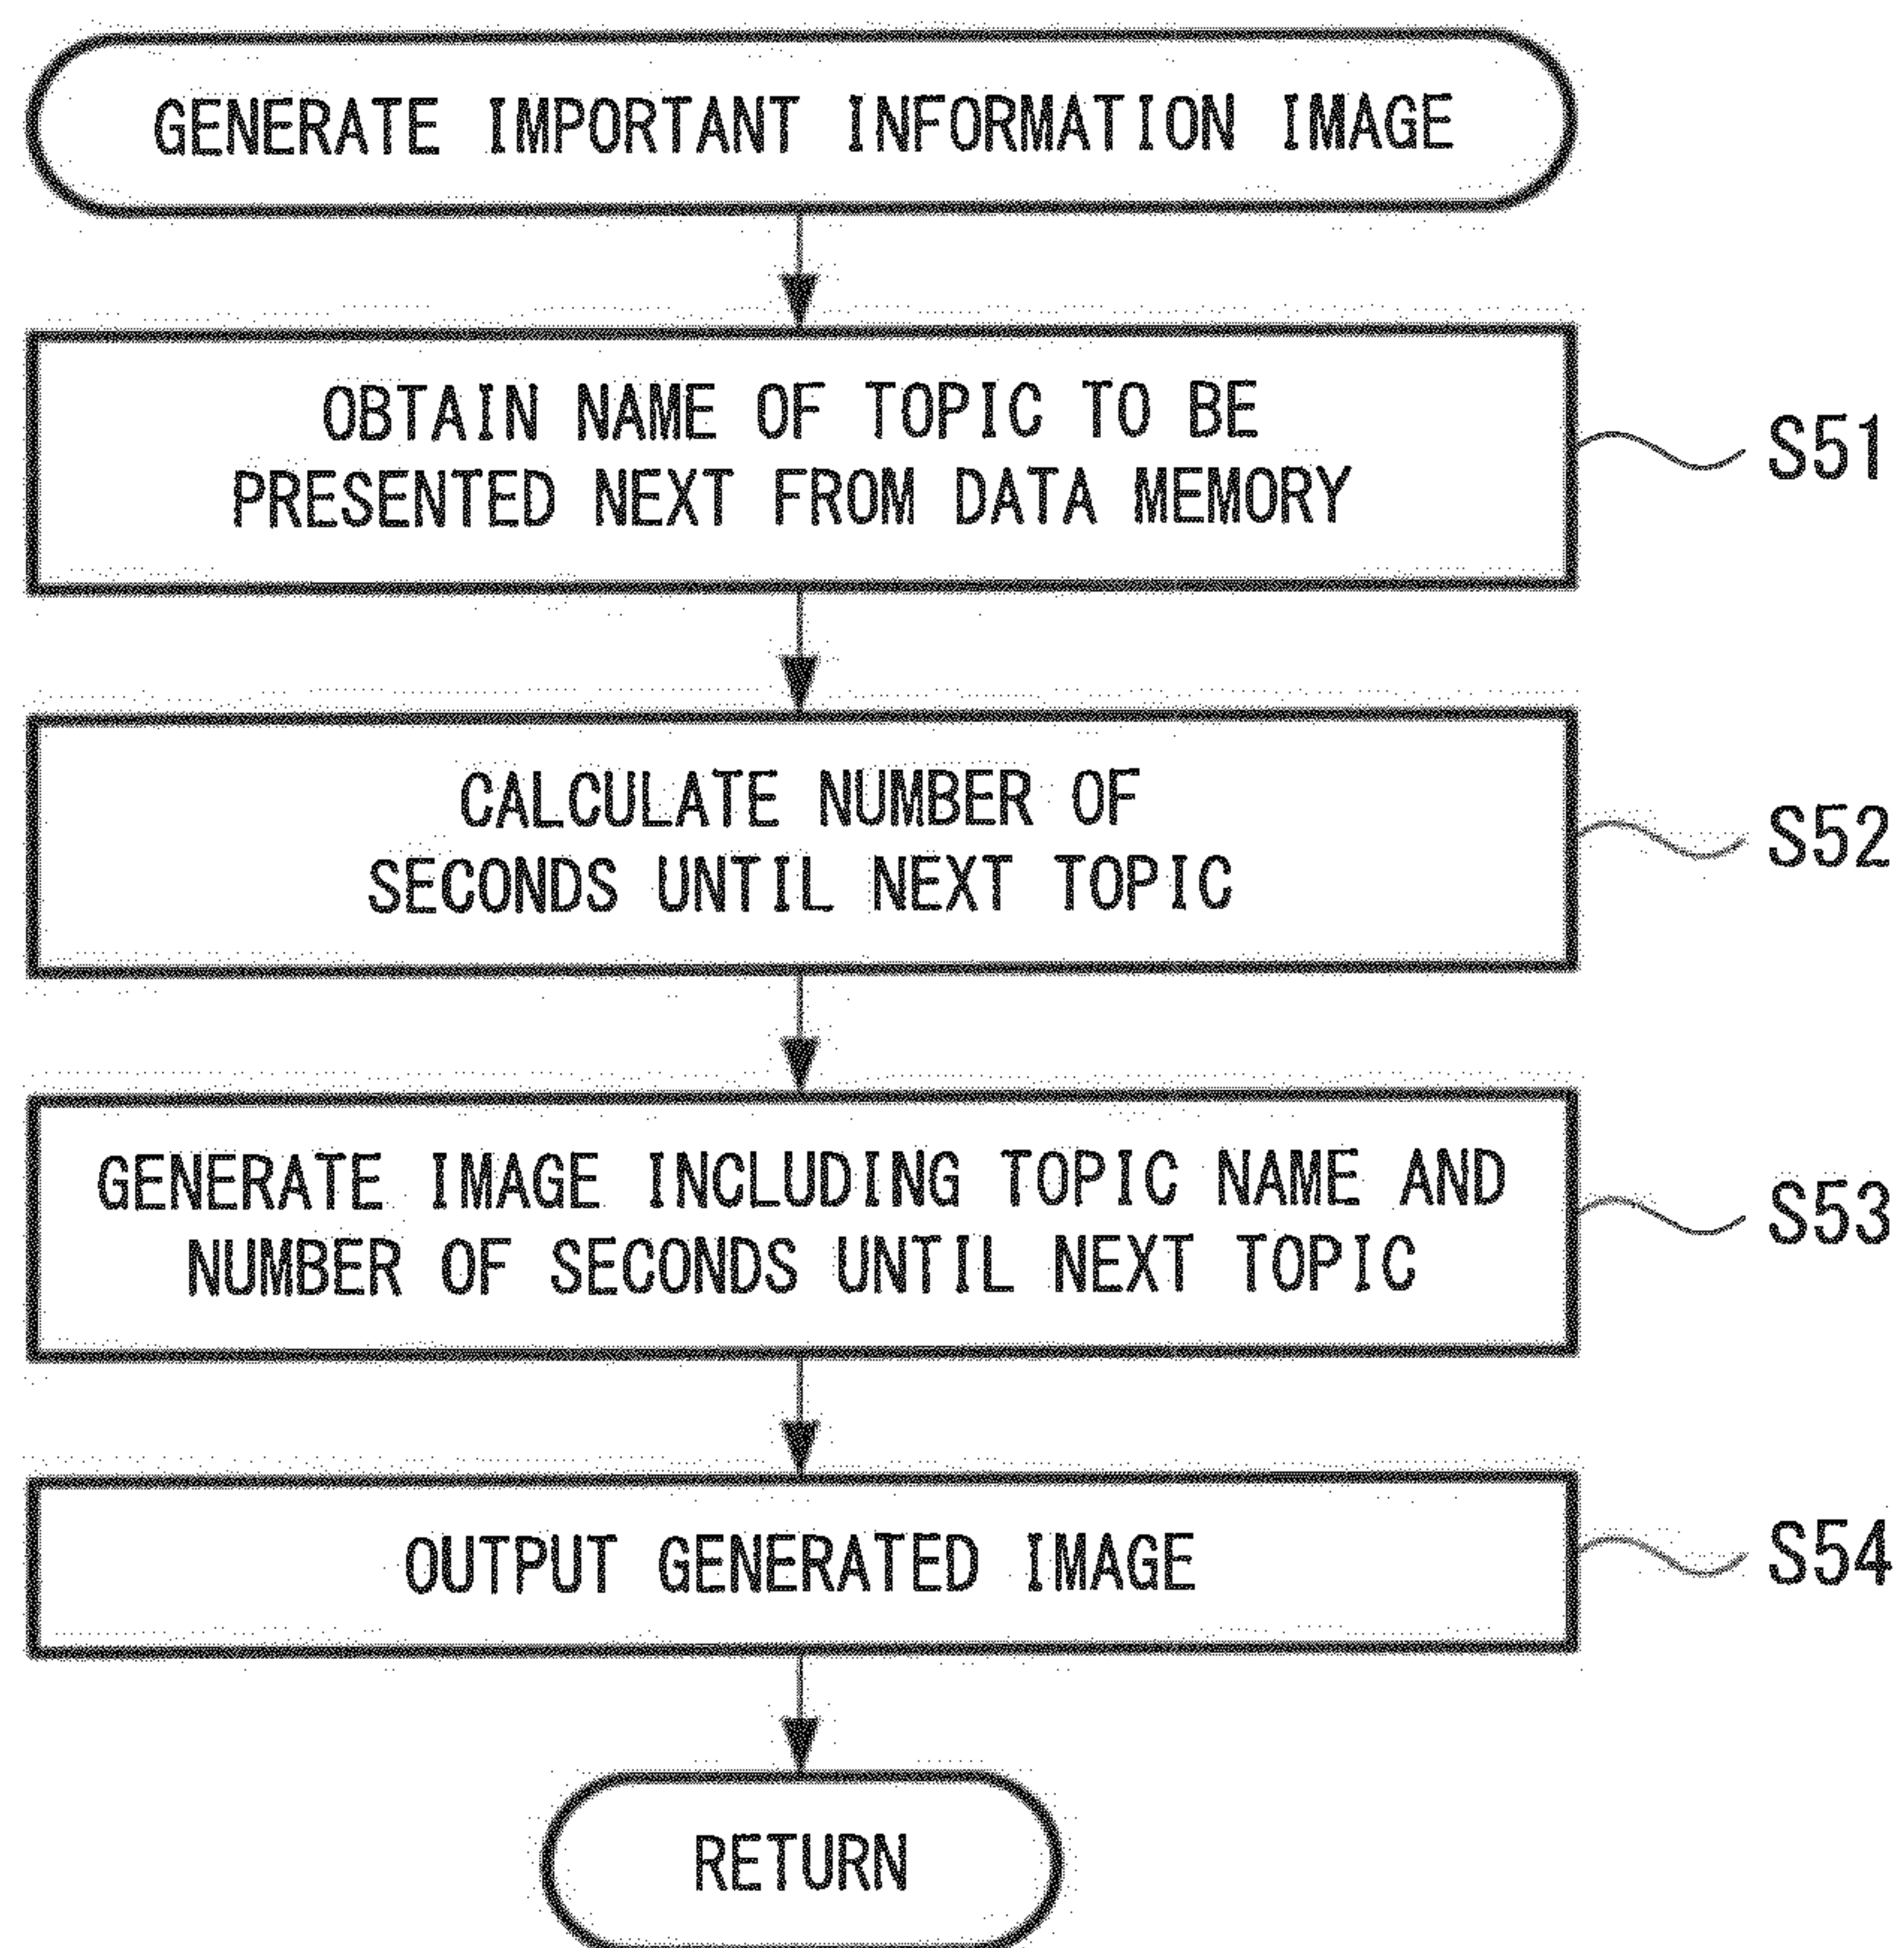 GENERATE IMPORTANT INFORMATION IMAGE
OBTAIN NAME OF TOPIC TO BE
PRESENTED NEXT FROM DATA MEMORY
S51
CALCULATE NUMBER OF
SECONDS UNTIL NEXT TOPIC
S52
GENERATE IMAGE INCLUDING TOPIC NAME AND
NUMBER OF SECONDS UNTIL NEXT TOPIC
S53
OUTPUT GENERATED IMAGE
S54
RETURN